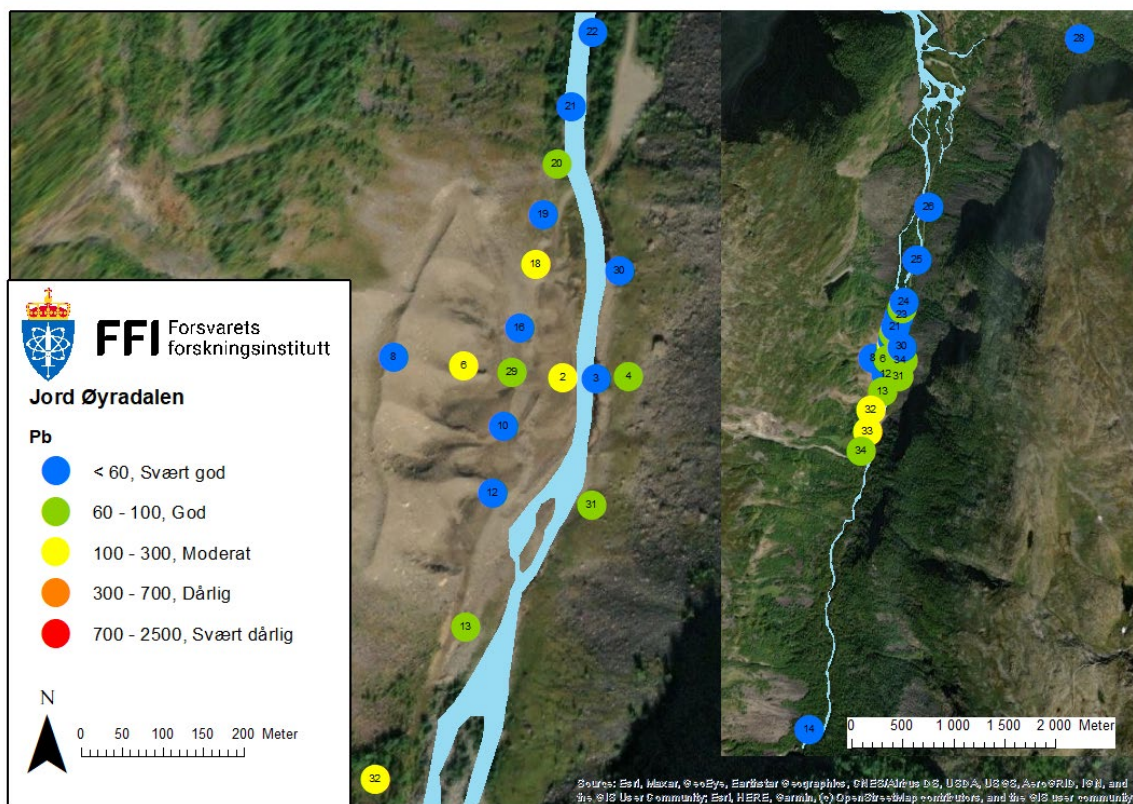 FFI Forsvarets
forskningsinstitutt
Jord Øyradalen
Pb
< 60, Svært god
60 - 100, God
100 - 300, Moderat
300 - 700, Dårlig
700 - 2500, Svært dårlig
N
0 50 100 150 200 Meter
22
21
20
19
18
30
16
8
6
29
2
3
4
10
12
31
13
32
28
26
25
24
23
21
30
8
6
34
12
31
13
32
33
34
14
0 500 1 000 1 500 2 000 Meter
Source: Esri, Maxar, GeoEye, Earthstar Geographics, CNES/Airbus DS, USDA, USGS, AeroGRID, IGN, and
the GIS User Community; Esri, HERE, Garmin, (c) OpenStreetMap contributors, and the GIS user community